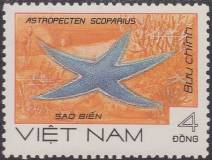 ASTROPECTEN SCOPARIUS
Bưu chính
SAO BIỂN
4
VIỆT NAM
ĐỒNG